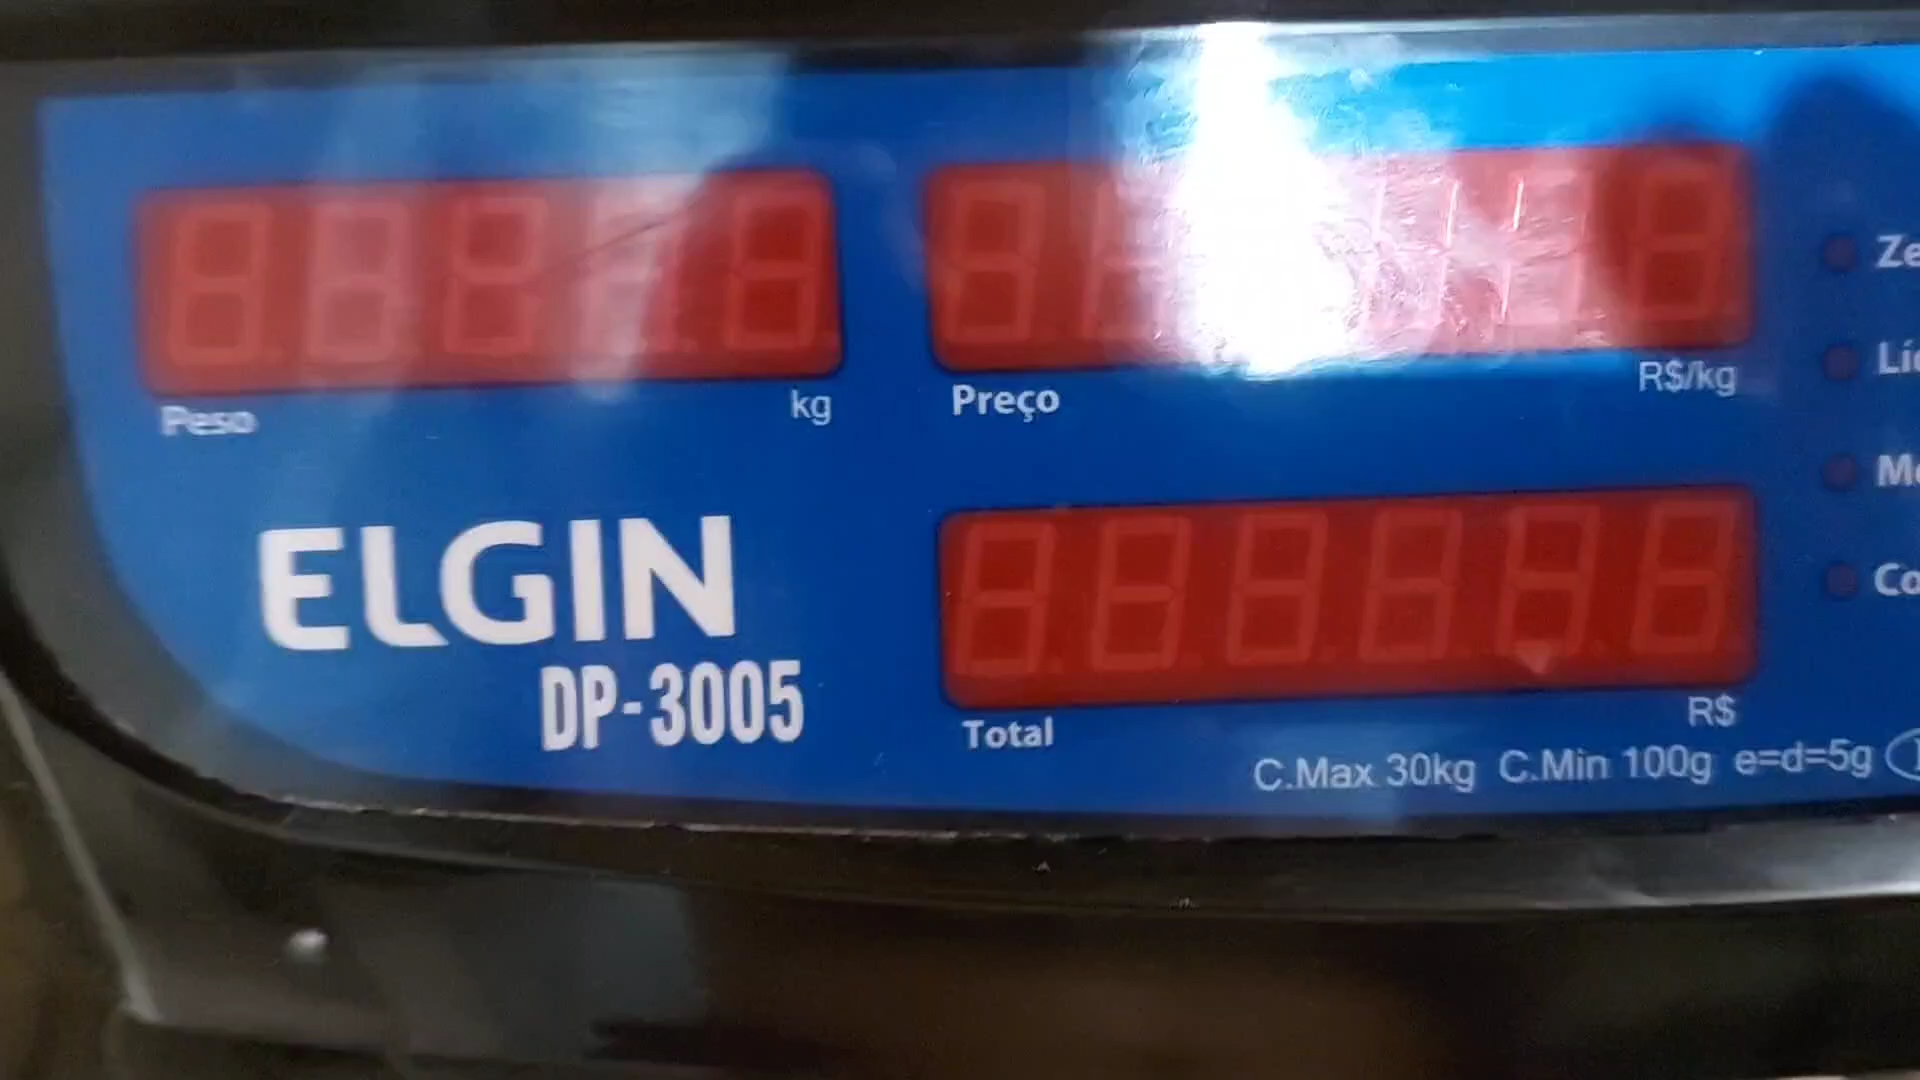 Peso kg
Preço R$/kg
ELGIN
DP-3005
Total R$
C.Max 30kg C.Min 100g e=d=5g